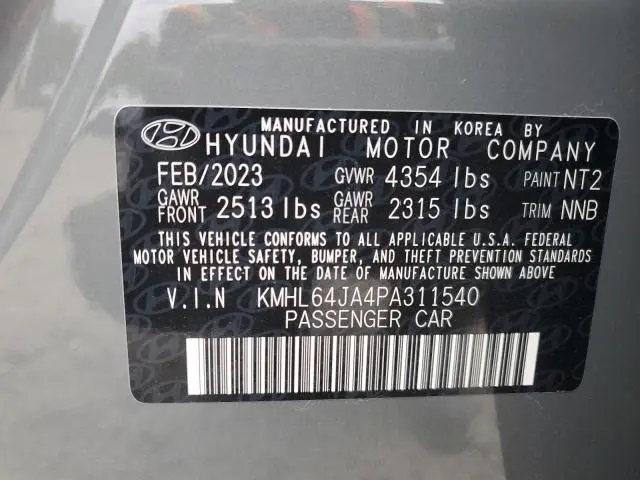 MANUFACTURED IN KOREA BY
HYUNDAI MOTOR COMPANY
FEB/2023 GVWR 4354 lbs PAINT NT2
GAWR FRONT 2513 lbs GAWR REAR 2315 lbs TRIM NNB
THIS VEHICLE CONFORMS TO ALL APPLICABLE U.S.A. FEDERAL
MOTOR VEHICLE SAFETY, BUMPER, AND THEFT PREVENTION STANDARDS
IN EFFECT ON THE DATE OF MANUFACTURE SHOWN ABOVE
V.I.N KMHL64JA4PA311540
PASSENGER CAR